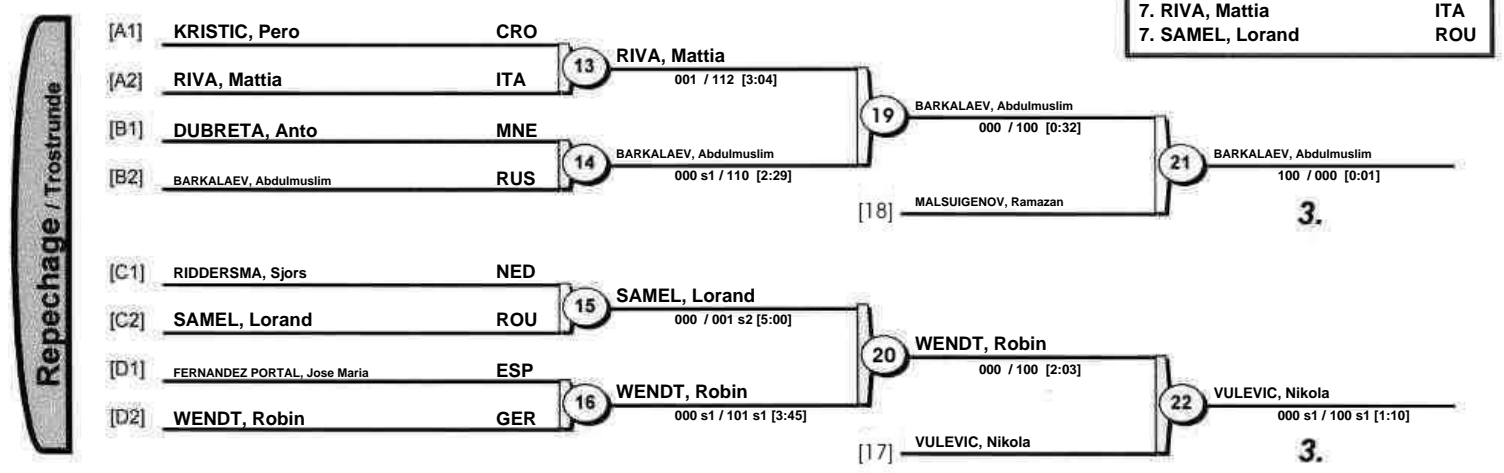 7. RIVA, Mattia ITA
7. SAMEL, Lorand ROU
Repechage / Trostrunde
[A1] KRISTIC, Pero CRO
[A2] RIVA, Mattia ITA
13 RIVA, Mattia
001 / 112 [3:04]
[B1] DUBRETA, Anto MNE
[B2] BARKALAEV, Abdulmuslim RUS
14 BARKALAEV, Abdulmuslim
000 s1 / 110 [2:29]
19 BARKALAEV, Abdulmuslim
000 / 100 [0:32]
[18] MALSUIGENOV, Ramazan
21 BARKALAEV, Abdulmuslim
100 / 000 [0:01]
3.
[C1] RIDDERSMA, Sjors NED
[C2] SAMEL, Lorand ROU
15 SAMEL, Lorand
000 / 001 s2 [5:00]
[D1] FERNANDEZ PORTAL, Jose Maria ESP
[D2] WENDT, Robin GER
16 WENDT, Robin
000 s1 / 101 s1 [3:45]
20 WENDT, Robin
000 / 100 [2:03]
[17] VULEVIC, Nikola
22 VULEVIC, Nikola
000 s1 / 100 s1 [1:10]
3.